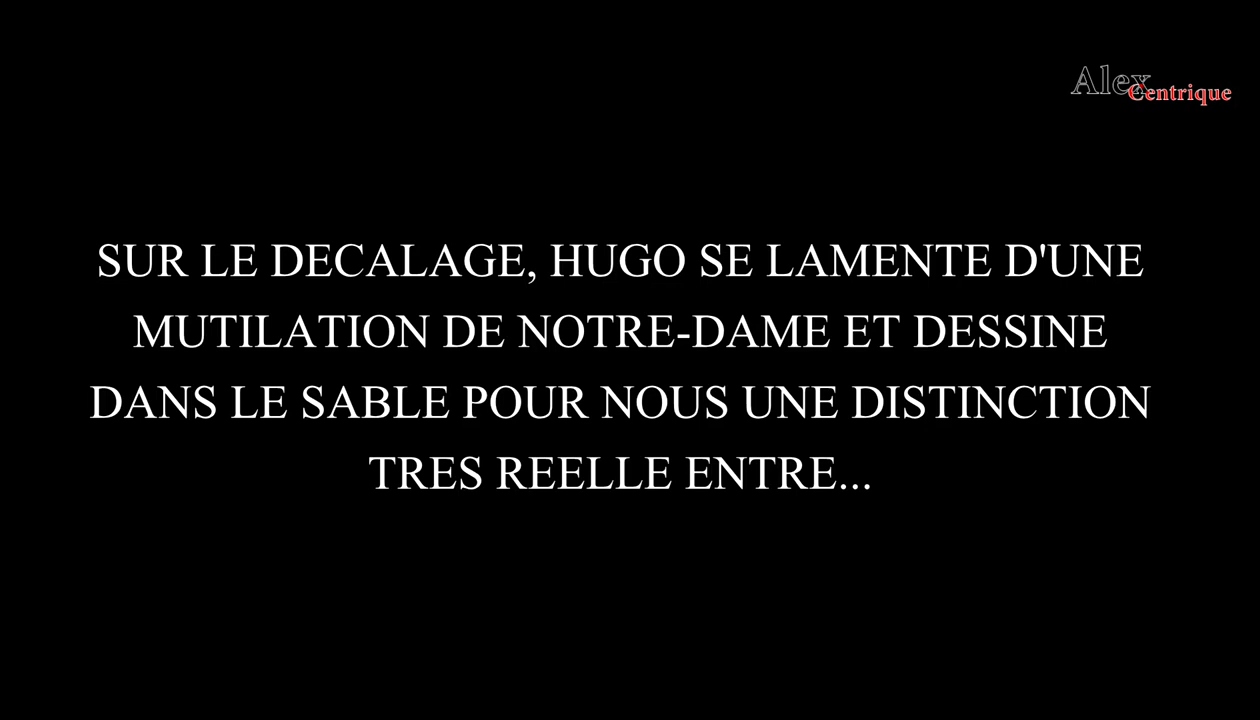 Alex
Centrique
SUR LE DECALAGE, HUGO SE LAMENTE D'UNE
MUTILATION DE NOTRE-DAME ET DESSINE
DANS LE SABLE POUR NOUS UNE DISTINCTION
TRES REELLE ENTRE...